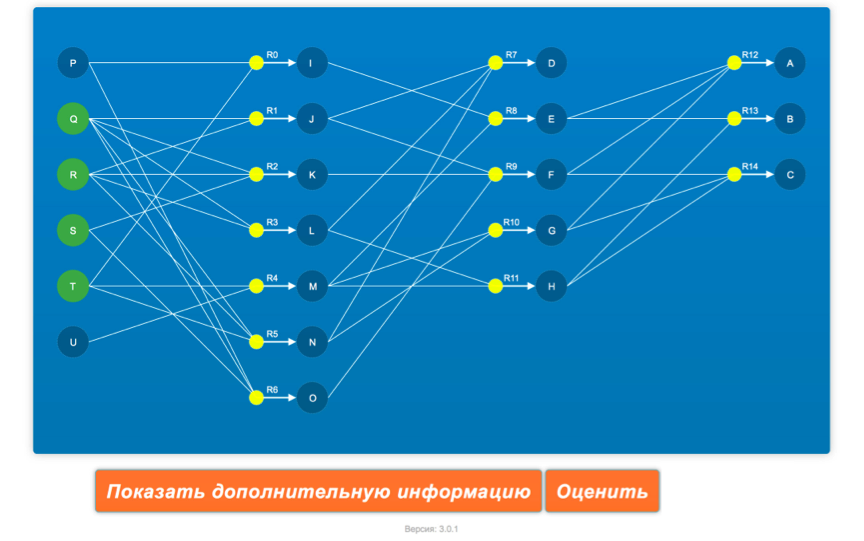 P R0 I R7 D R12 A
Q R1 J R8 E R13 B
R R2 K R9 F R14 C
S R3 L R10 G
T R4 M R11 H
U R5 N
R6 O
Показать дополнительную информацию Оценить
Версия: 3.0.1